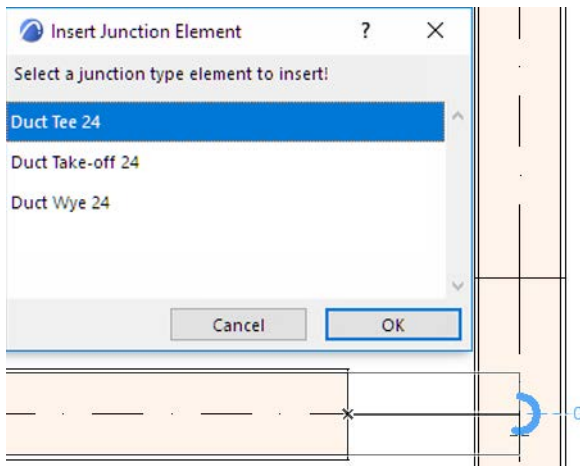 Insert Junction Element
?
Select a junction type element to insert!
Duct Tee 24
Duct Take-off 24
Duct Wye 24
Cancel
OK